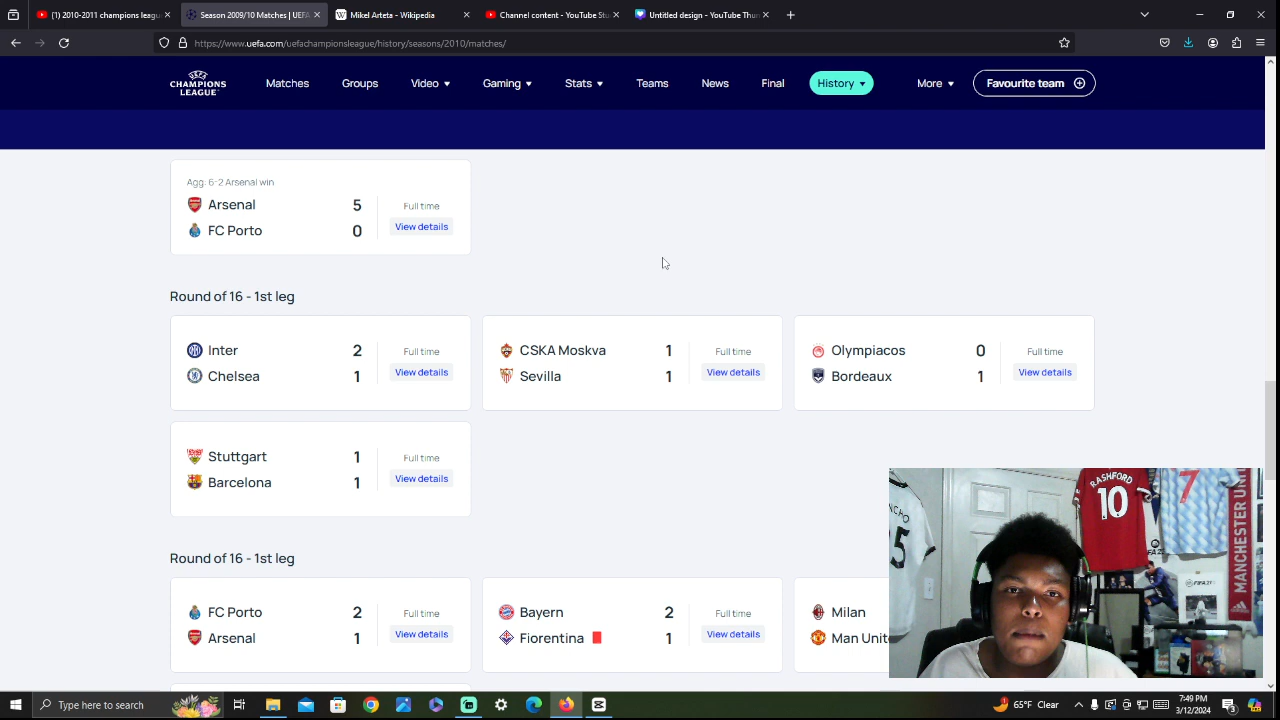 (1) 2010-2011 champions leag
Season 2009/10 Matches | UEFA
Mikel Arteta - Wikipedia
Channel content - YouTube Stu
Untitled design - YouTube Thun
https://www.uefa.com/uefachampionsleague/history/seasons/2010/matches/
CHAMPIONS LEAGUE
Matches
Groups
Video
Gaming
Stats
Teams
News
Final
History
More
Favourite team
Agg. 6-2 Arsenal win
Arsenal 5
FC Porto 0
Full time
View details
Round of 16 - 1st leg
Inter 2
Chelsea 1
Full time
View details
CSKA Moskva 1
Sevilla 1
Full time
View details
Olympiacos 0
Bordeaux 1
Full time
View details
Stuttgart 1
Barcelona 1
Full time
View details
Round of 16 - 1st leg
FC Porto 2
Arsenal 1
Full time
View details
Bayern 2
Fiorentina 1
Full time
View details
Milan
Man Unite
RASHFORD
10
7
MANCHESTER UN
NCHO
5
Type here to search
65°F Clear
7:49 PM
3/12/2024